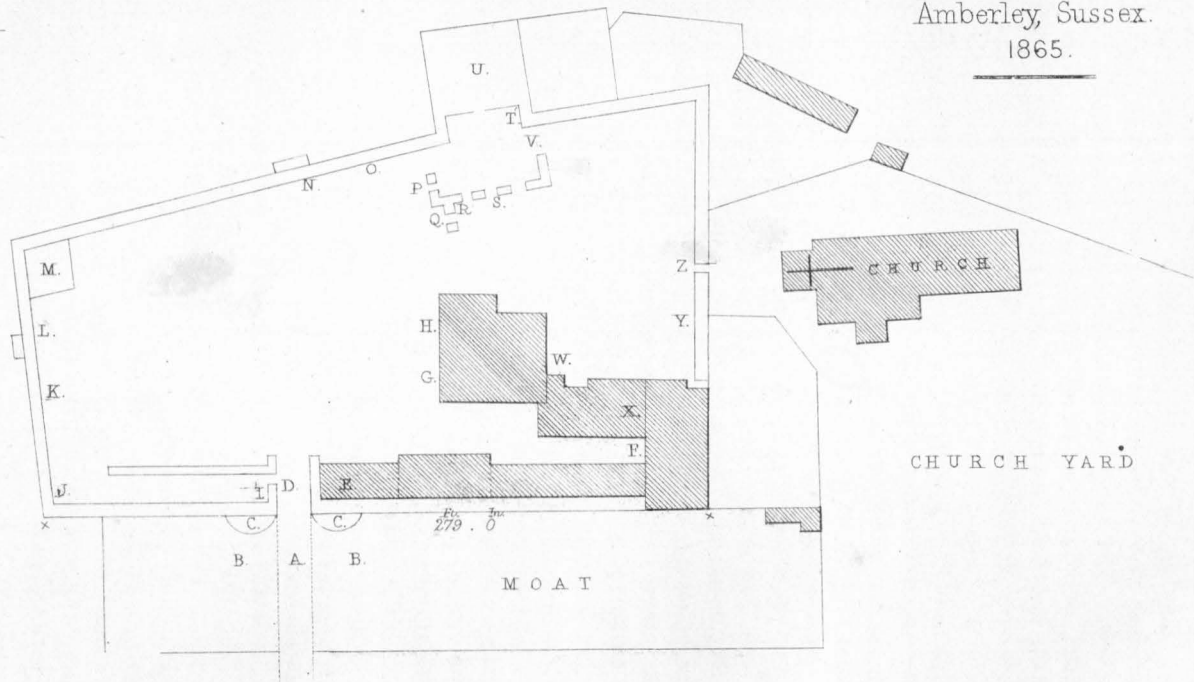 Amberley, Sussex.
1865.
U.
T.
V.
N.
O.
P
R
S.
Q.
M.
Z
CHURCH
L.
H.
Y.
W.
K.
G.
X.
F.
CHURCH YARD
J.
I
D.
E
C.
C.
Ft. In.
279 . 0
B.
A.
B.
MOAT